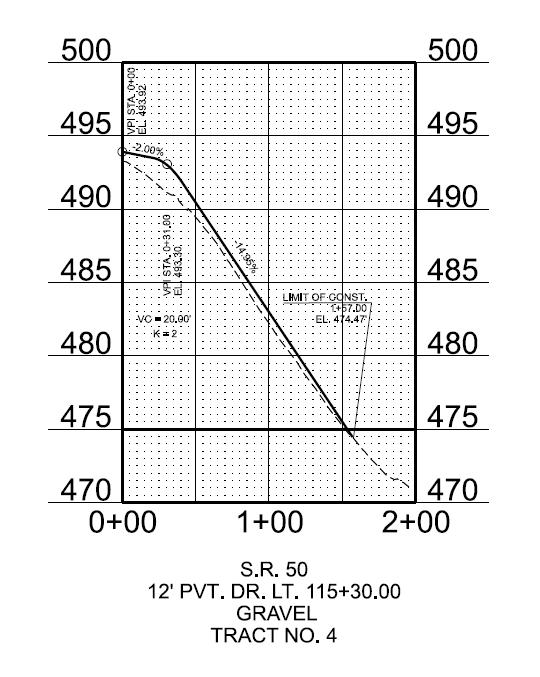 500 500
VPI STA. 0+00
EL. 493.92
495 495
-2.00%
490 490
VPI STA. 0+31.00
EL. 493.30
-14.95%
485 485
LIMIT OF CONST.
1+57.00
EL. 474.47'
VC = 20.00'
K = 2
480 480
475 475
470 470
0+00 1+00 2+00
S.R. 50
12' PVT. DR. LT. 115+30.00
GRAVEL
TRACT NO. 4